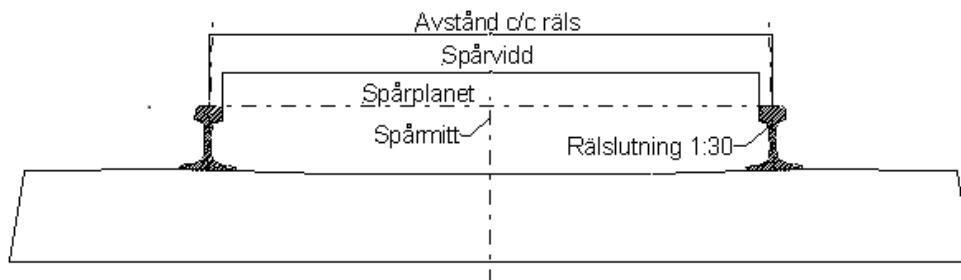 Avstånd c/c räls
Spårvidd
Spårplanet
Spårmitt
Rälslutning 1:30